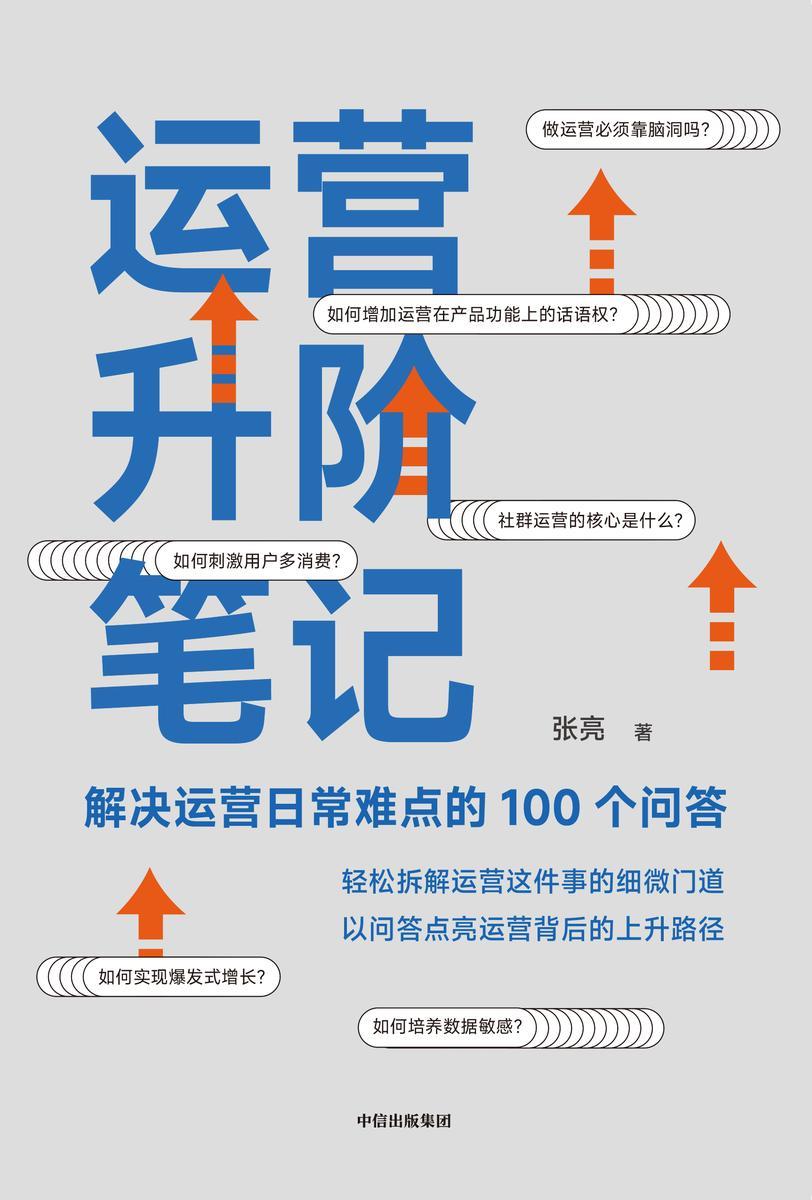 做运营必须靠脑洞吗？
运营
如何增加运营在产品功能上的话语权？
升阶
社群运营的核心是什么？
如何刺激用户多消费？
笔记
张亮 著
解决运营日常难点的 100 个问答
轻松拆解运营这件事的细微门道
以问答点亮运营背后的上升路径
如何实现爆发式增长？
如何培养数据敏感？
中信出版集团